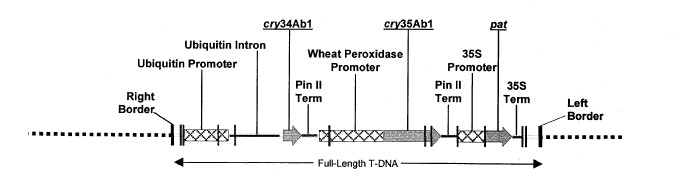 cry34Ab1
cry35Ab1
pat
Ubiquitin Intron
Wheat Peroxidase
Promoter
35S
Promoter
Ubiquitin Promoter
Pin II
Term
Pin II
Term
35S
Term
Right
Border
Left
Border
Full-Length T-DNA